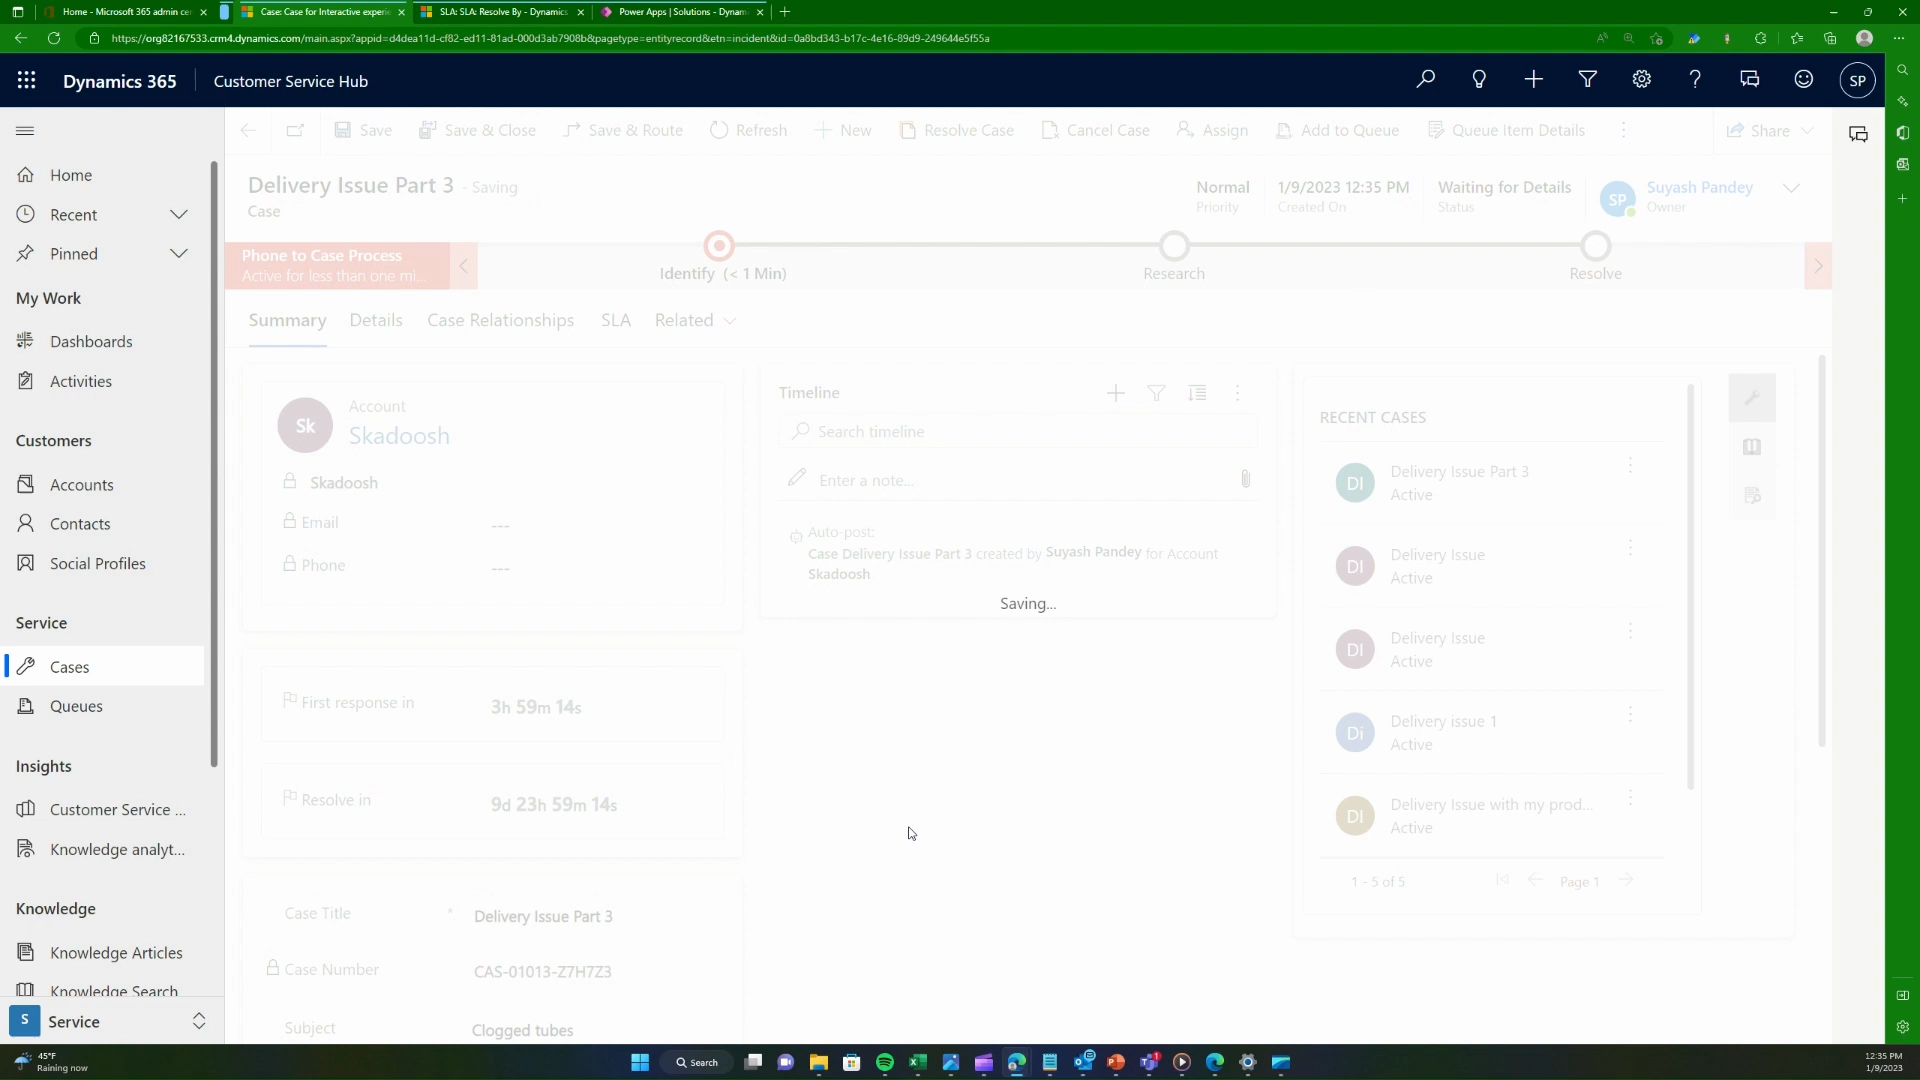 Home - Microsoft 365 admin ce
Case: Case for Interactive experie
SLA: SLA: Resolve By - Dynamics
Power Apps | Solutions - Dynam
https://org82167533.crm4.dynamics.com/main.aspx?appid=d4dea11d-cf82-ed11-81ad-000d3ab7908b&pagetype=entityrecord&etn=incident&id=0a8bd343-b17c-4e16-89d9-249644e5f55a
Dynamics 365
Customer Service Hub
SP
Save
Save & Close
Save & Route
Refresh
New
Resolve Case
Cancel Case
Assign
Add to Queue
Queue Item Details
Share
Home
Recent
Pinned
My Work
Dashboards
Activities
Customers
Accounts
Contacts
Social Profiles
Service
Cases
Queues
Insights
Customer Service ...
Knowledge analyt...
Knowledge
Knowledge Articles
Knowledge Search
S
Service
Delivery Issue Part 3 - Saving
Case
Normal
Priority
1/9/2023 12:35 PM
Created On
Waiting for Details
Status
SP
Suyash Pandey
Owner
Phone to Case Process
Active for less than one mi...
Identify (< 1 Min)
Research
Resolve
Summary
Details
Case Relationships
SLA
Related
Sk
Account
Skadoosh
Skadoosh
Email
---
Phone
---
First response in
3h 59m 14s
Resolve in
9d 23h 59m 14s
Case Title
*
Delivery Issue Part 3
Case Number
CAS-01013-Z7H7Z3
Subject
Clogged tubes
Timeline
Search timeline
Enter a note...
Auto-post:
Case Delivery Issue Part 3 created by Suyash Pandey for Account
Skadoosh
Saving...
RECENT CASES
DI
Delivery Issue Part 3
Active
DI
Delivery Issue
Active
DI
Delivery Issue
Active
Di
Delivery issue 1
Active
DI
Delivery Issue with my prod...
Active
1 - 5 of 5
Page 1
45°F
Raining now
Search
1
12:35 PM
1/9/2023